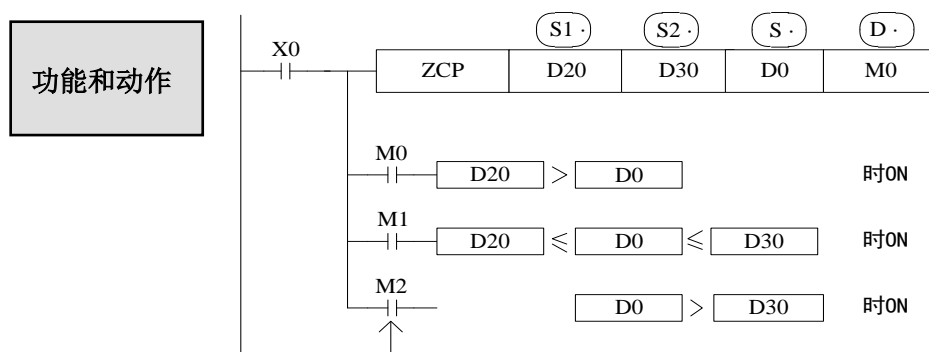 功能和动作
S1· S2· S· D·
X0
ZCP D20 D30 D0 M0
M0
D20 > D0 时ON
M1
D20 ≤ D0 ≤ D30 时ON
M2
D0 > D30 时ON